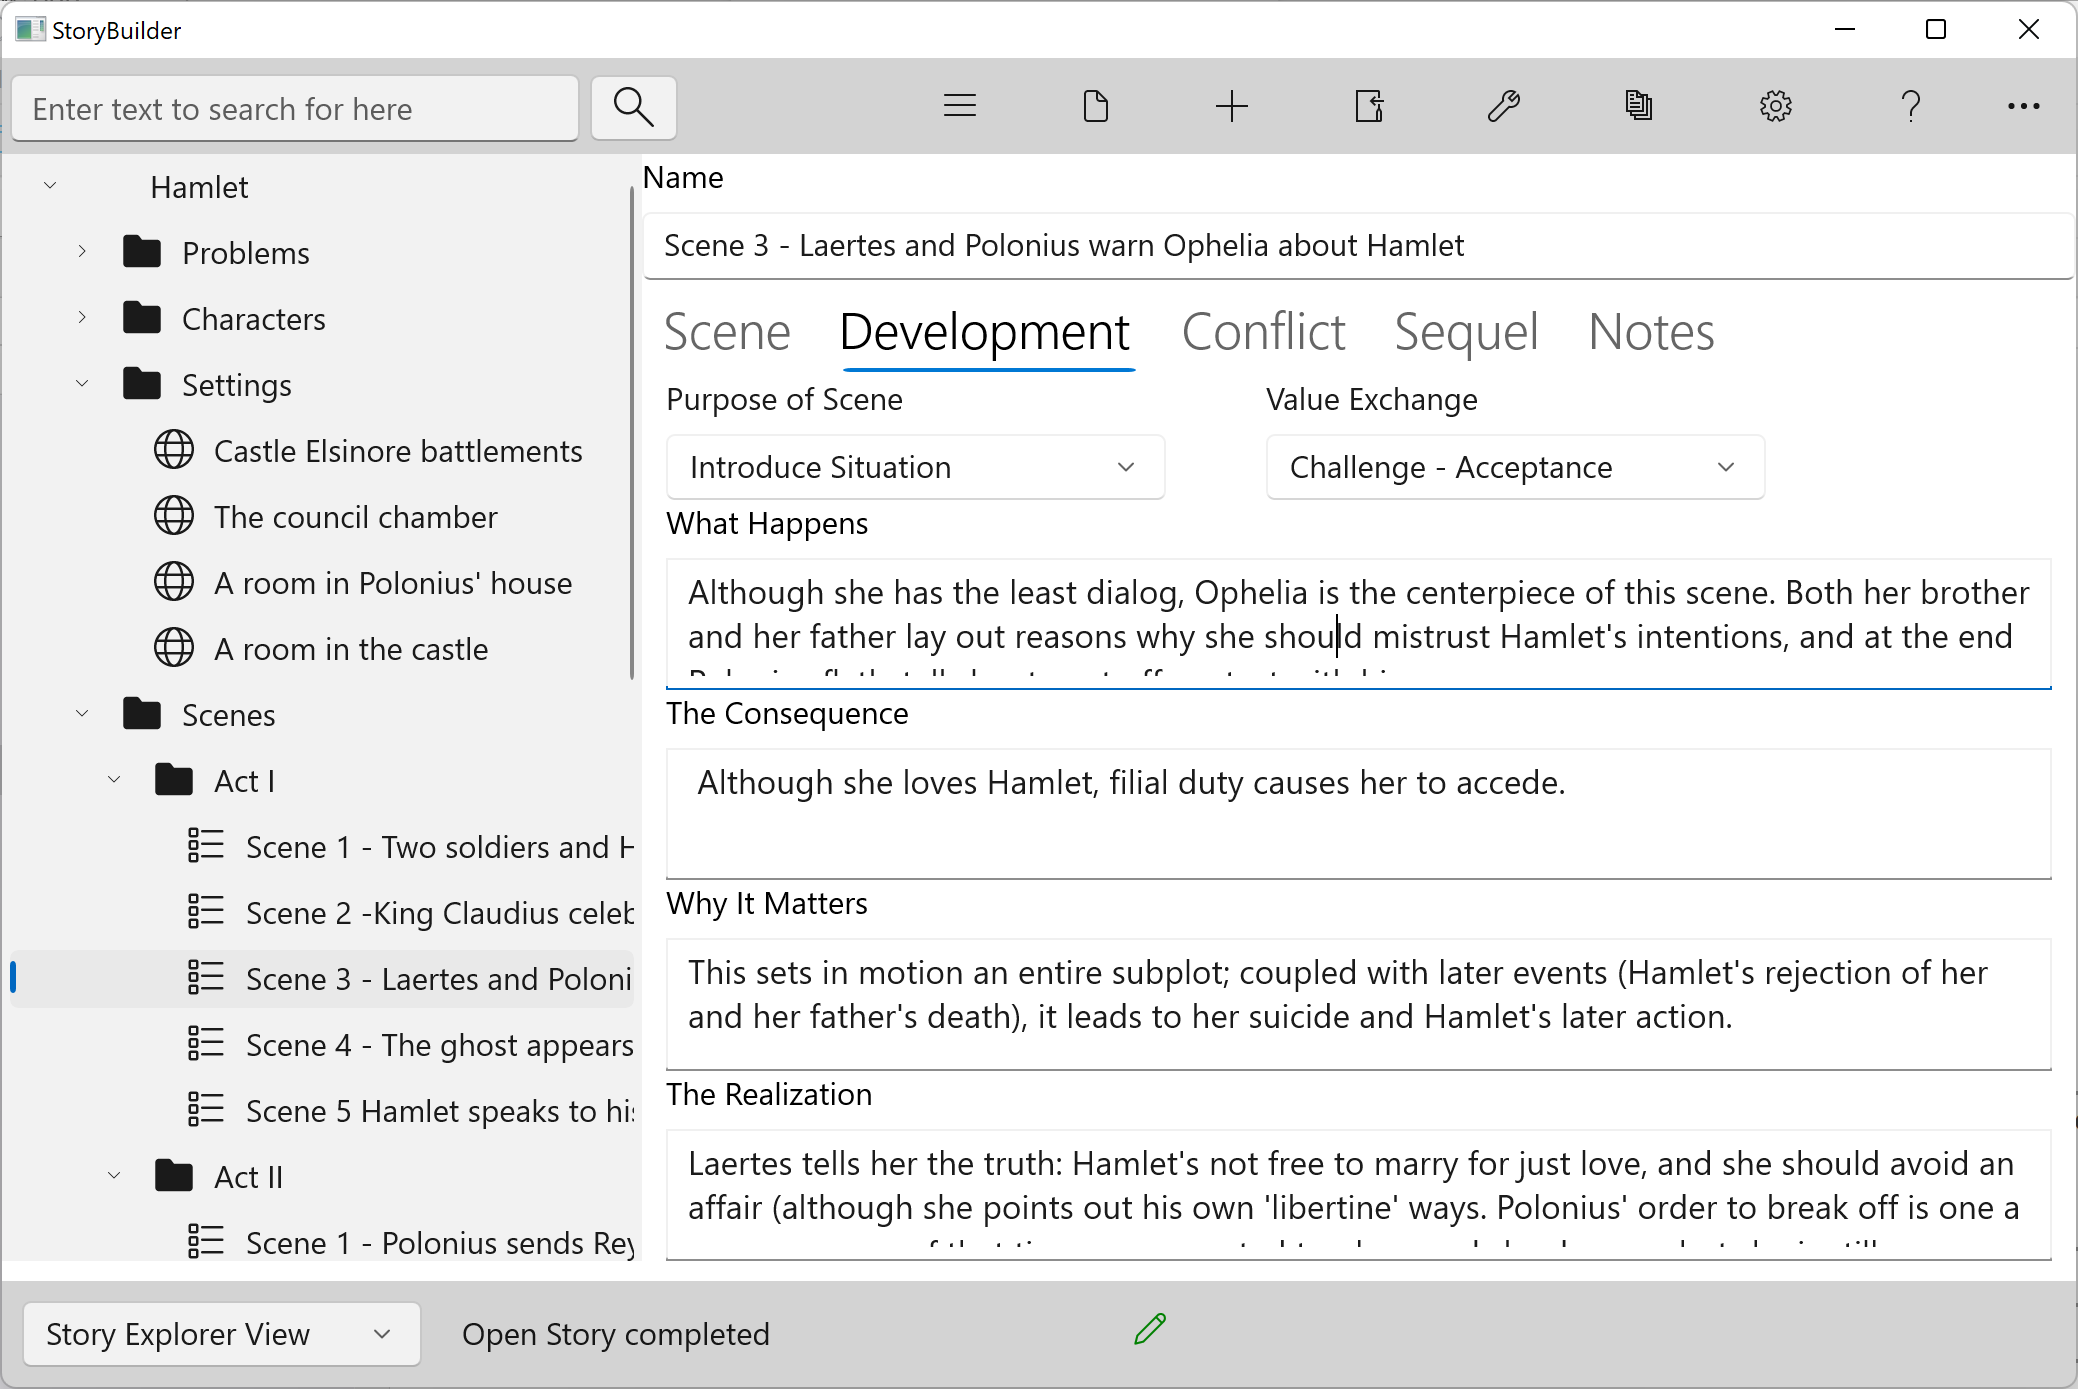 StoryBuilder
Enter text to search for here
Hamlet
Problems
Characters
Settings
Castle Elsinore battlements
The council chamber
A room in Polonius' house
A room in the castle
Scenes
Act I
Scene 1 - Two soldiers and H
Scene 2 -King Claudius celeb
Scene 3 - Laertes and Poloni
Scene 4 - The ghost appears
Scene 5 Hamlet speaks to his
Act II
Scene 1 - Polonius sends Rey
Name
Scene 3 - Laertes and Polonius warn Ophelia about Hamlet
Scene Development Conflict Sequel Notes
Purpose of Scene Value Exchange
Introduce Situation Challenge - Acceptance
What Happens
Although she has the least dialog, Ophelia is the centerpiece of this scene. Both her brother
and her father lay out reasons why she should mistrust Hamlet's intentions, and at the end
The Consequence
Although she loves Hamlet, filial duty causes her to accede.
Why It Matters
This sets in motion an entire subplot; coupled with later events (Hamlet's rejection of her
and her father's death), it leads to her suicide and Hamlet's later action.
The Realization
Laertes tells her the truth: Hamlet's not free to marry for just love, and she should avoid an
affair (although she points out his own 'libertine' ways. Polonius' order to break off is one a
Story Explorer View
Open Story completed